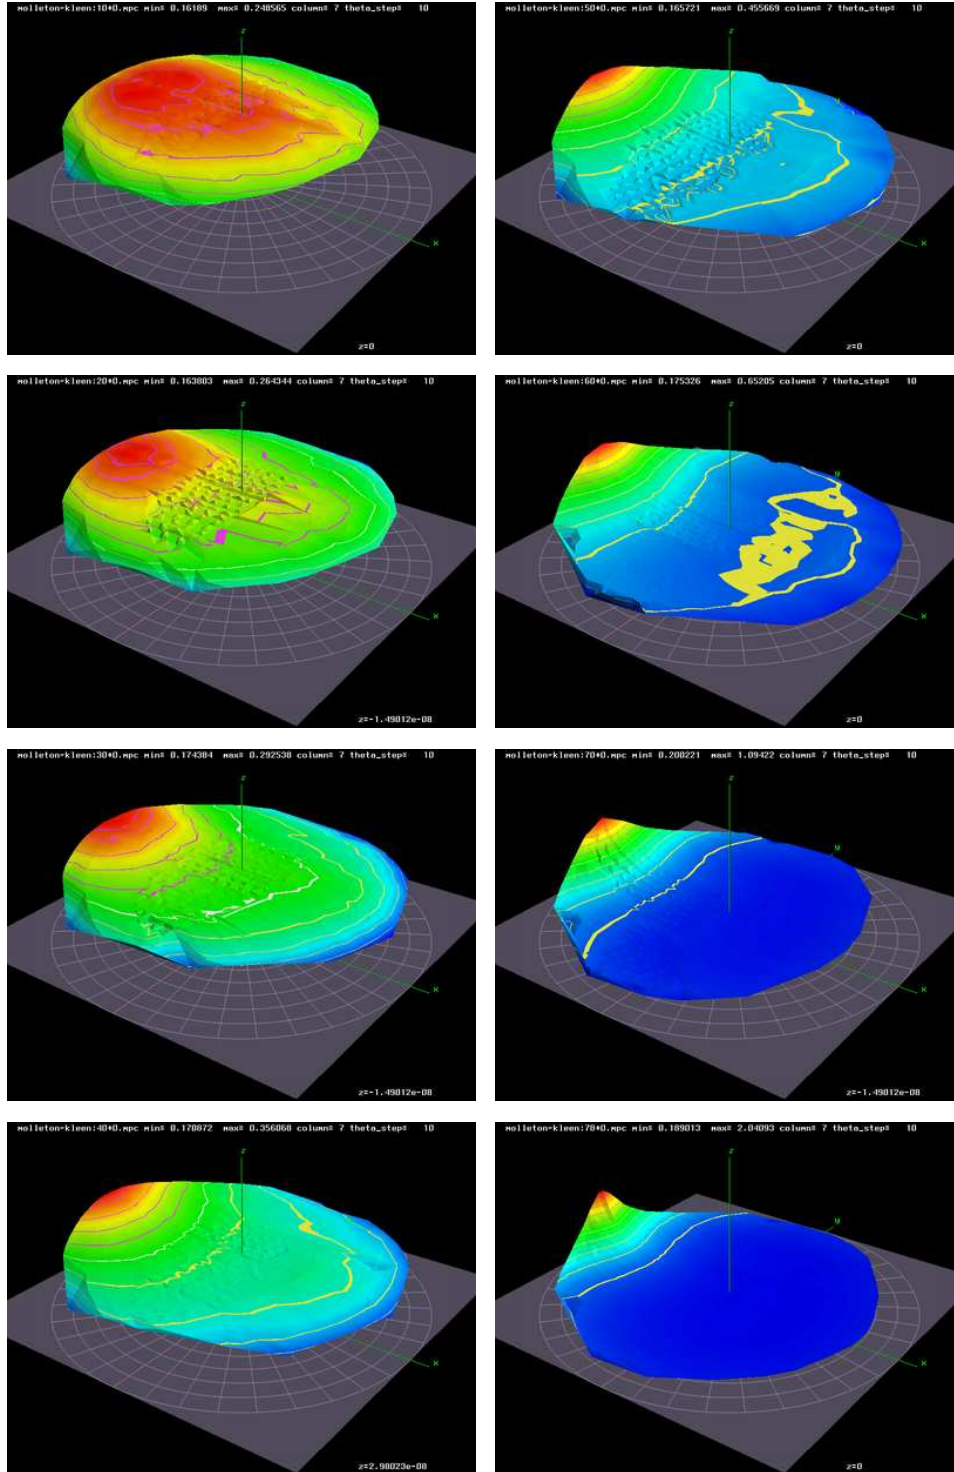 molleton-kleen:10*0.mpc min= 0.16189 max= 0.248565 column= 7 theta_step= 10
z
x
z=0
molleton-kleen:50*0.mpc min= 0.165721 max= 0.455669 column= 7 theta_step= 10
z
x
z=0
molleton-kleen:20*0.mpc min= 0.163803 max= 0.264344 column= 7 theta_step= 10
z
x
z=-1.49012e-08
molleton-kleen:60*0.mpc min= 0.175326 max= 0.65205 column= 7 theta_step= 10
z
y
x
z=0
molleton-kleen:30*0.mpc min= 0.174384 max= 0.292538 column= 7 theta_step= 10
z
x
z=-1.49012e-08
molleton-kleen:70*0.mpc min= 0.200221 max= 1.09422 column= 7 theta_step= 10
z
y
x
z=-1.49012e-08
molleton-kleen:40*0.mpc min= 0.170872 max= 0.356068 column= 7 theta_step= 10
z
x
z=2.98023e-08
molleton-kleen:78*0.mpc min= 0.189013 max= 2.04093 column= 7 theta_step= 10
z
y
x
z=0